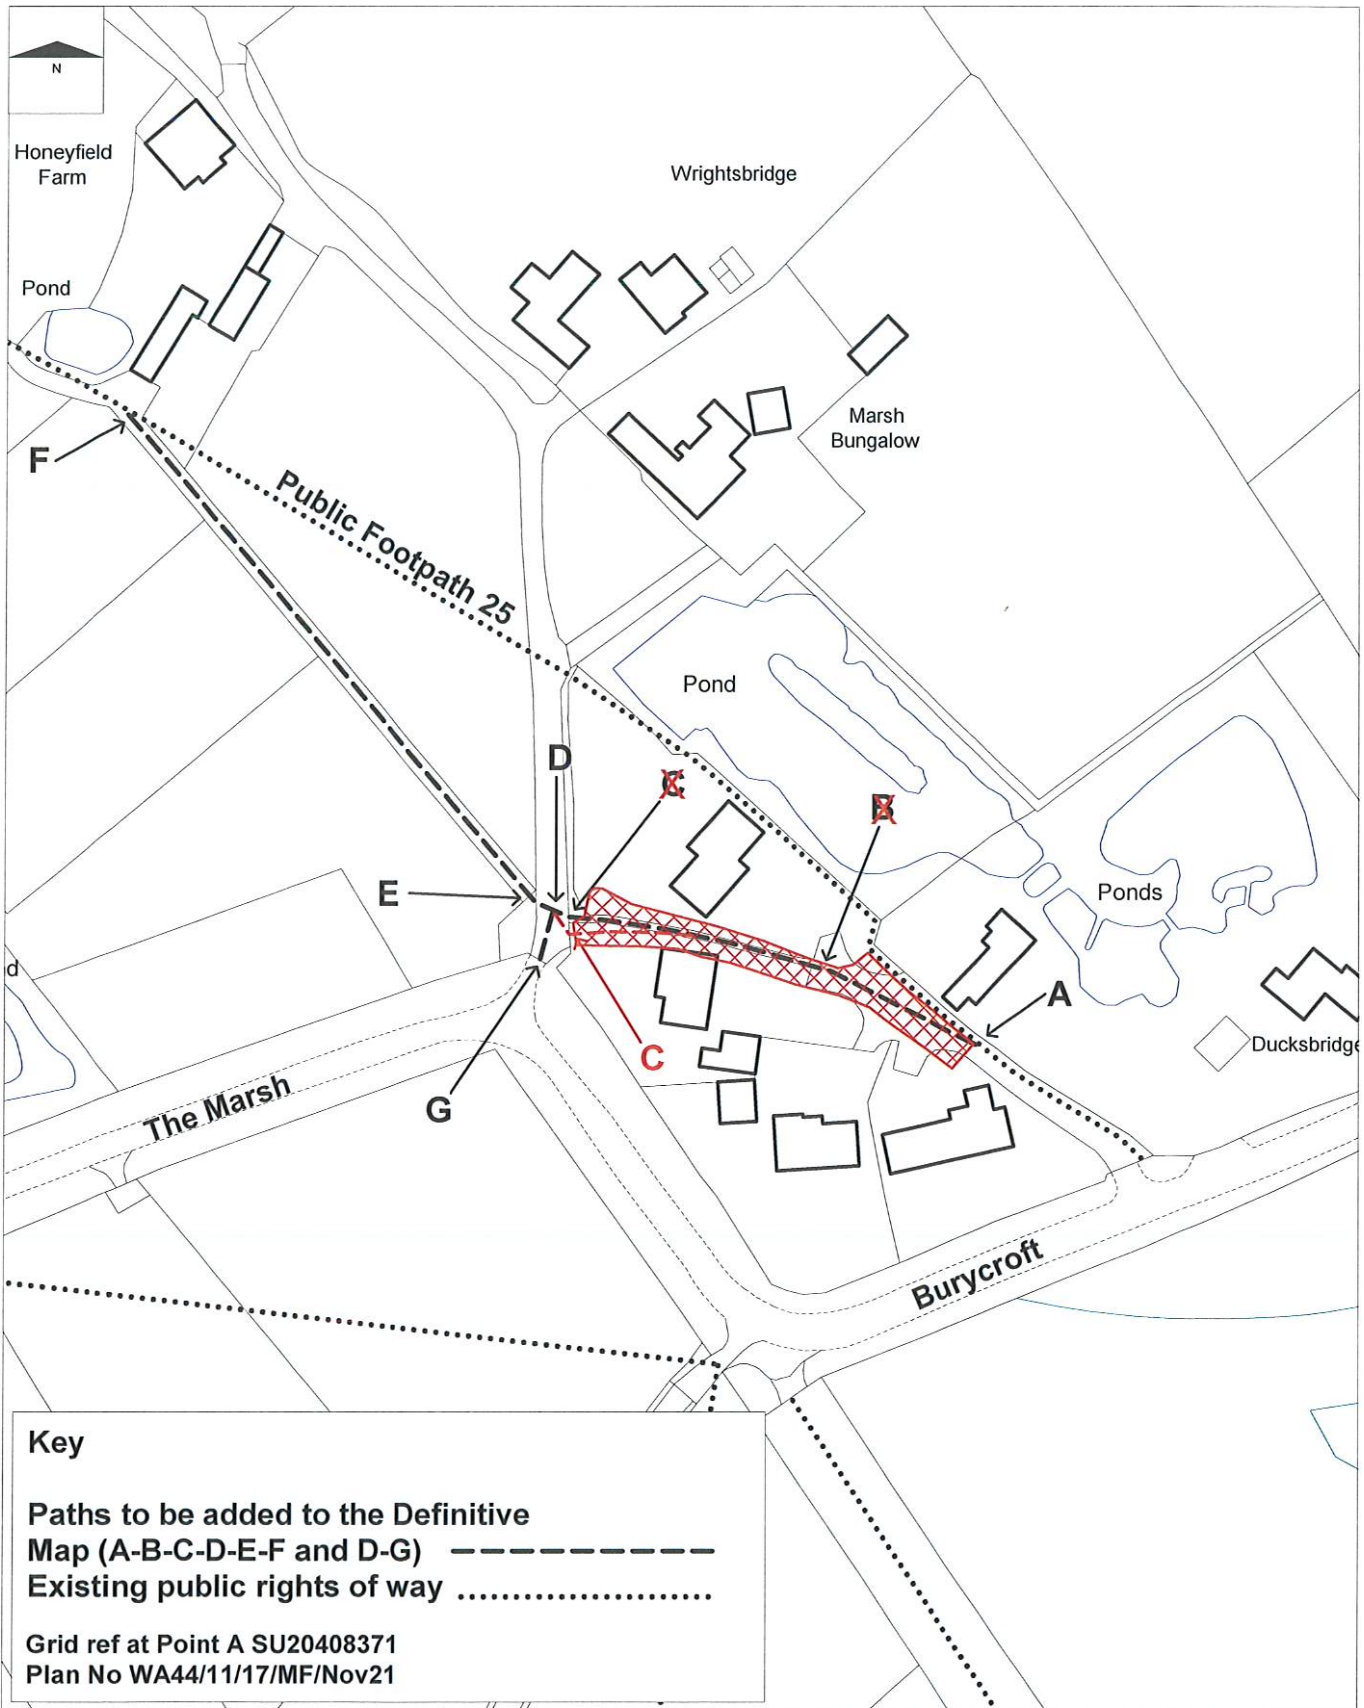 N
Honeyfield
Farm
Wrightsbridge
Pond
Marsh
Bungalow
F
Public Footpath 25
Pond
D
C
B
E
Ponds
A
d
C
Ducksbridge
G
The Marsh
Burycroft
Key
Paths to be added to the Definitive
Map (A-B-C-D-E-F and D-G)
Existing public rights of way
Grid ref at Point A SU20408371
Plan No WA44/11/17/MF/Nov21